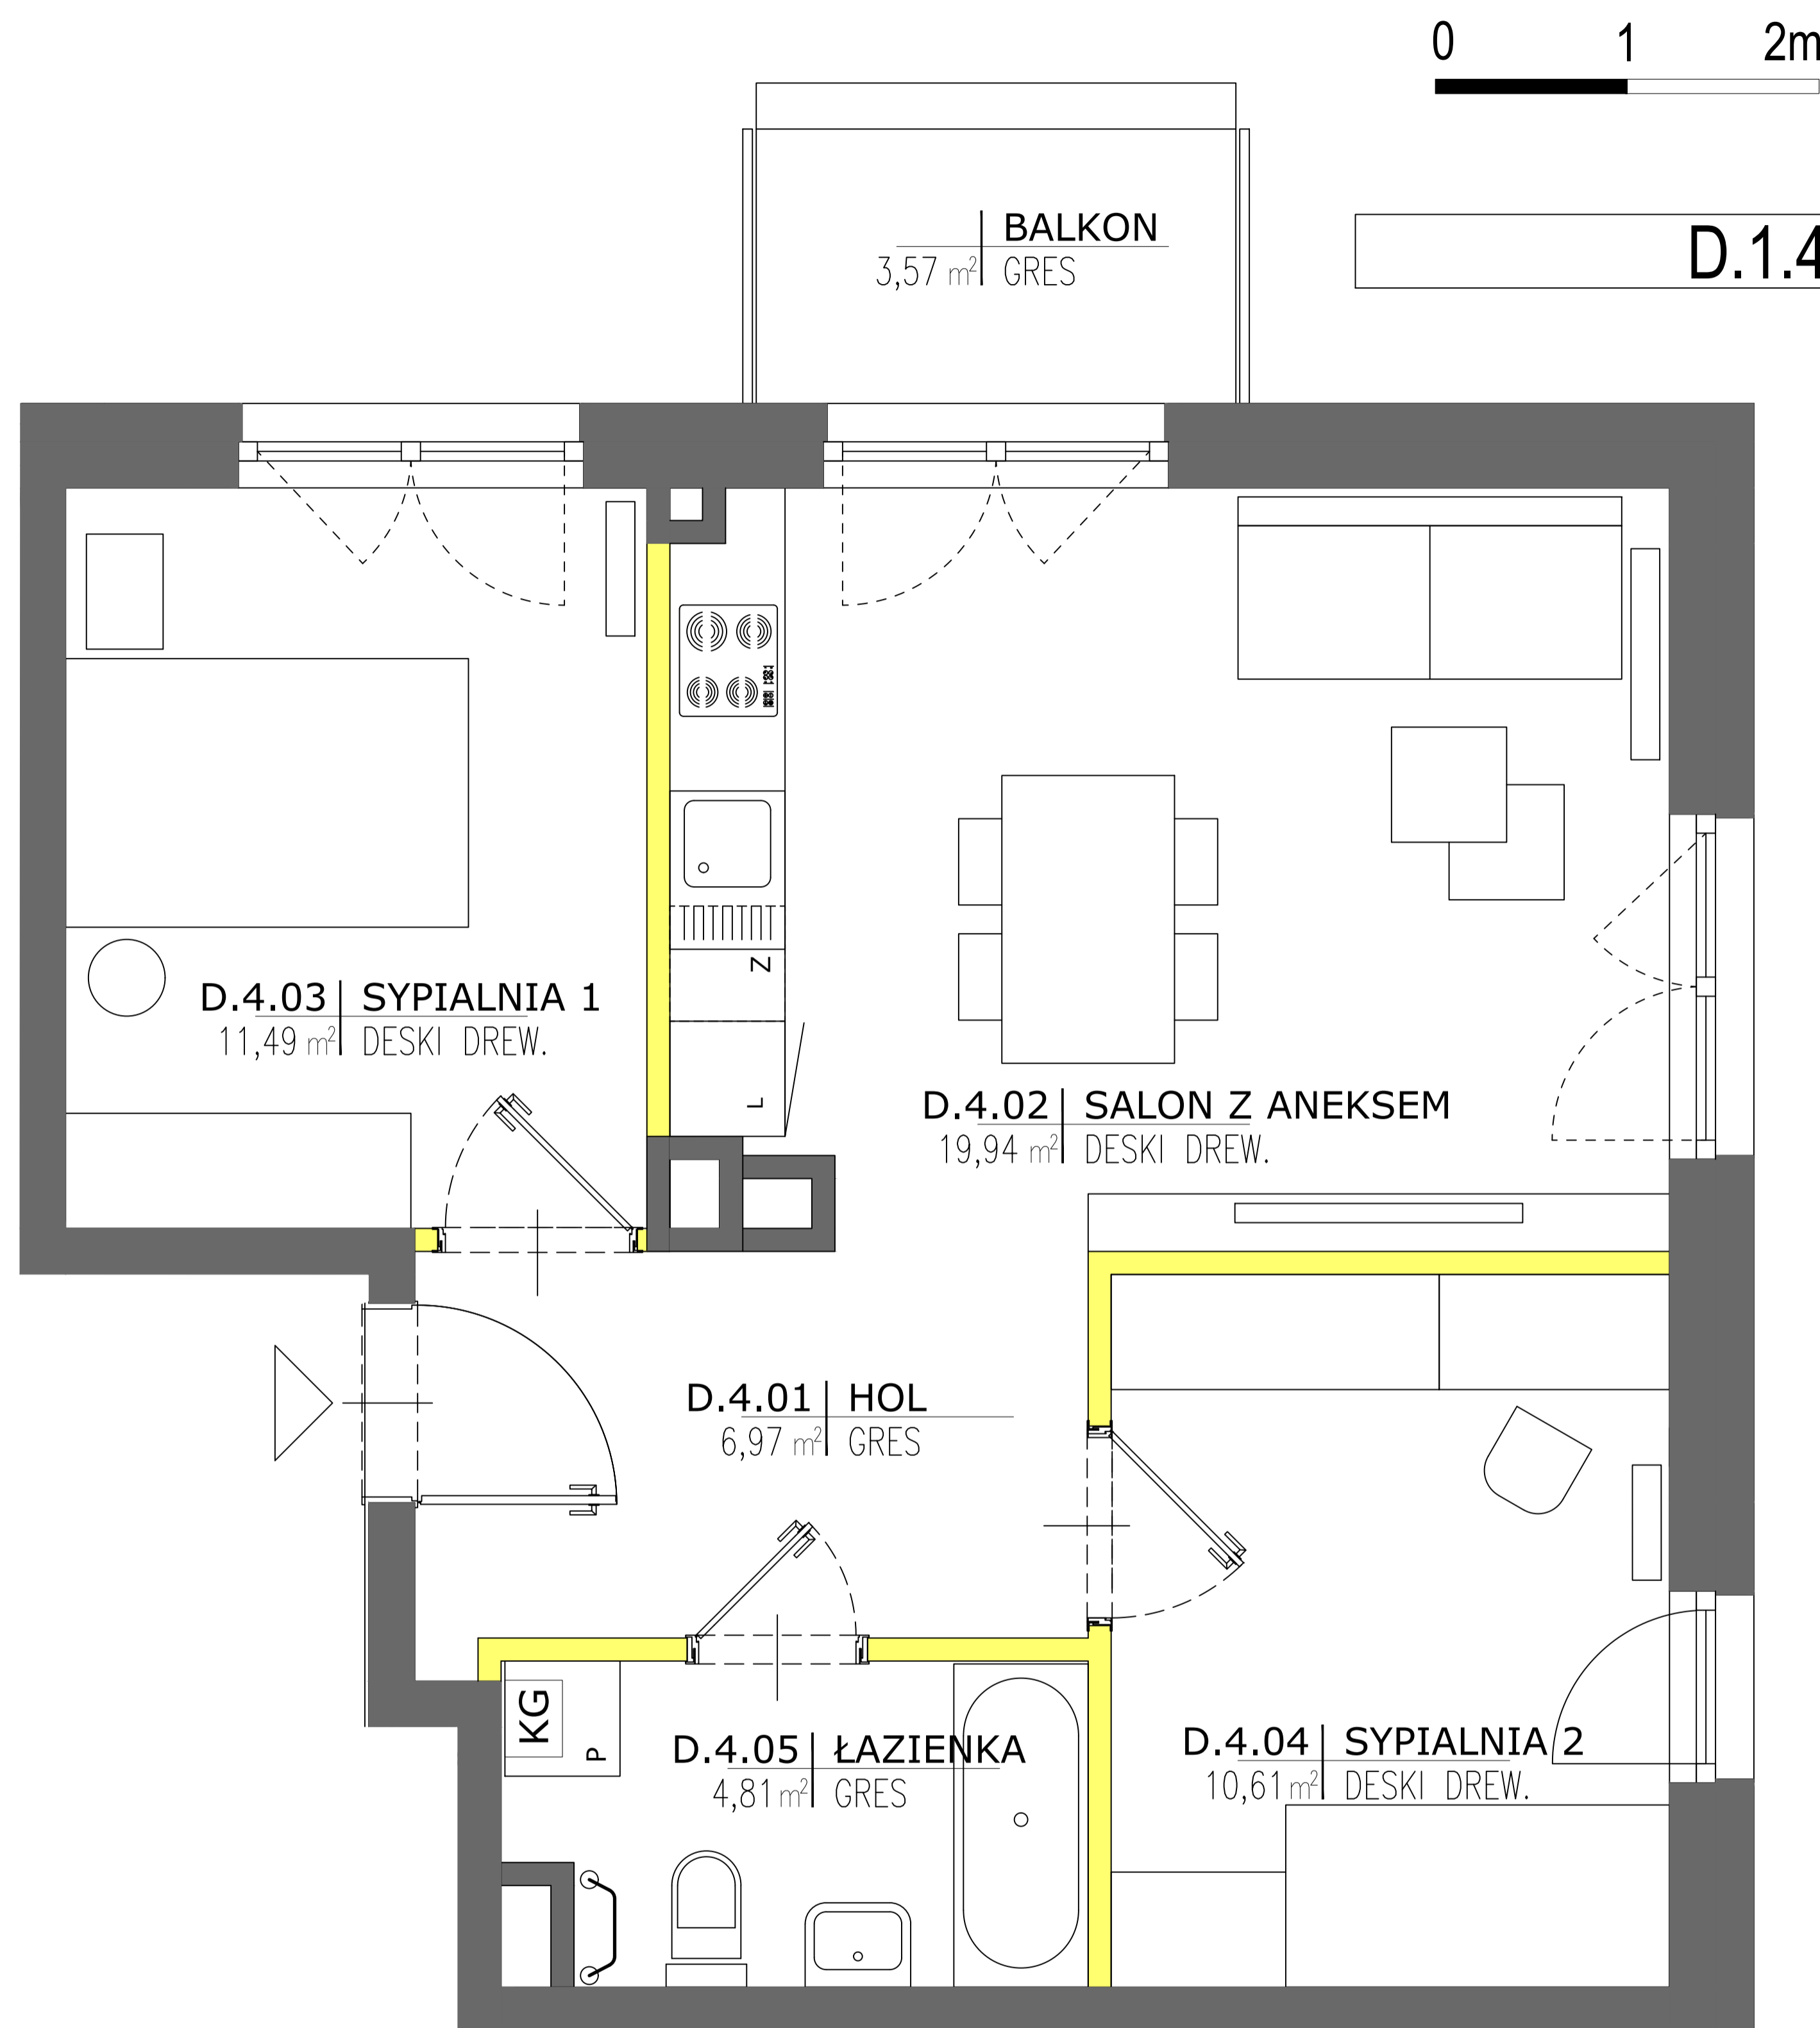 0 1 2m
D.1.4
BALKON
3,57 m² GRES
D.4.03 SYPIALNIA 1
11,49 m² DESKI DREW.
Z
L
D.4.02 SALON Z ANEKSEM
19,94 m² DESKI DREW.
D.4.01 HOL
6,97 m² GRES
KG
P
D.4.05 ŁAZIENKA
4,81 m² GRES
D.4.04 SYPIALNIA 2
10,61 m² DESKI DREW.